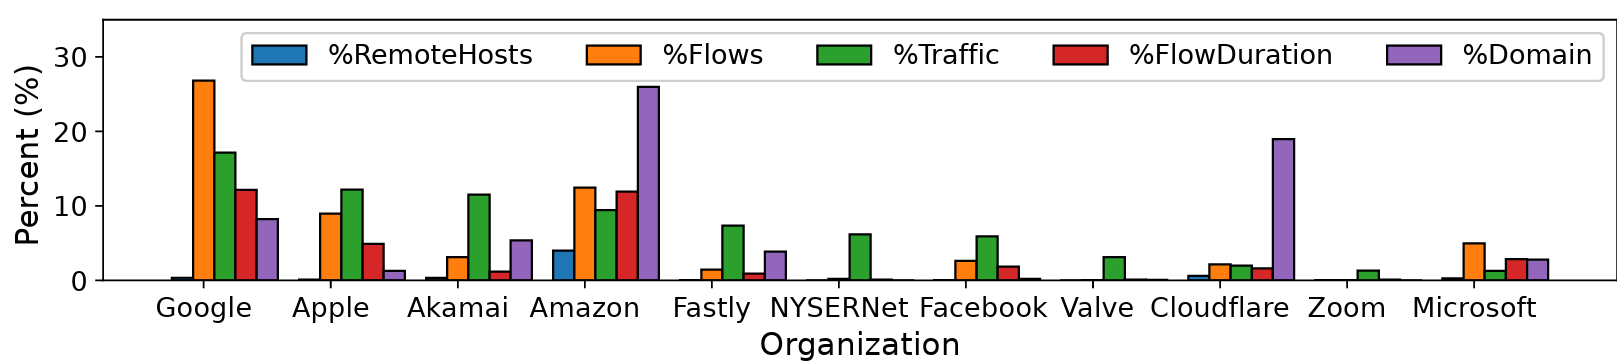 %RemoteHosts %Flows %Traffic %FlowDuration %Domain
30
20
10
0
Percent (%)
Google Apple Akamai Amazon Fastly NYSERNet Facebook Valve Cloudflare Zoom Microsoft
Organization